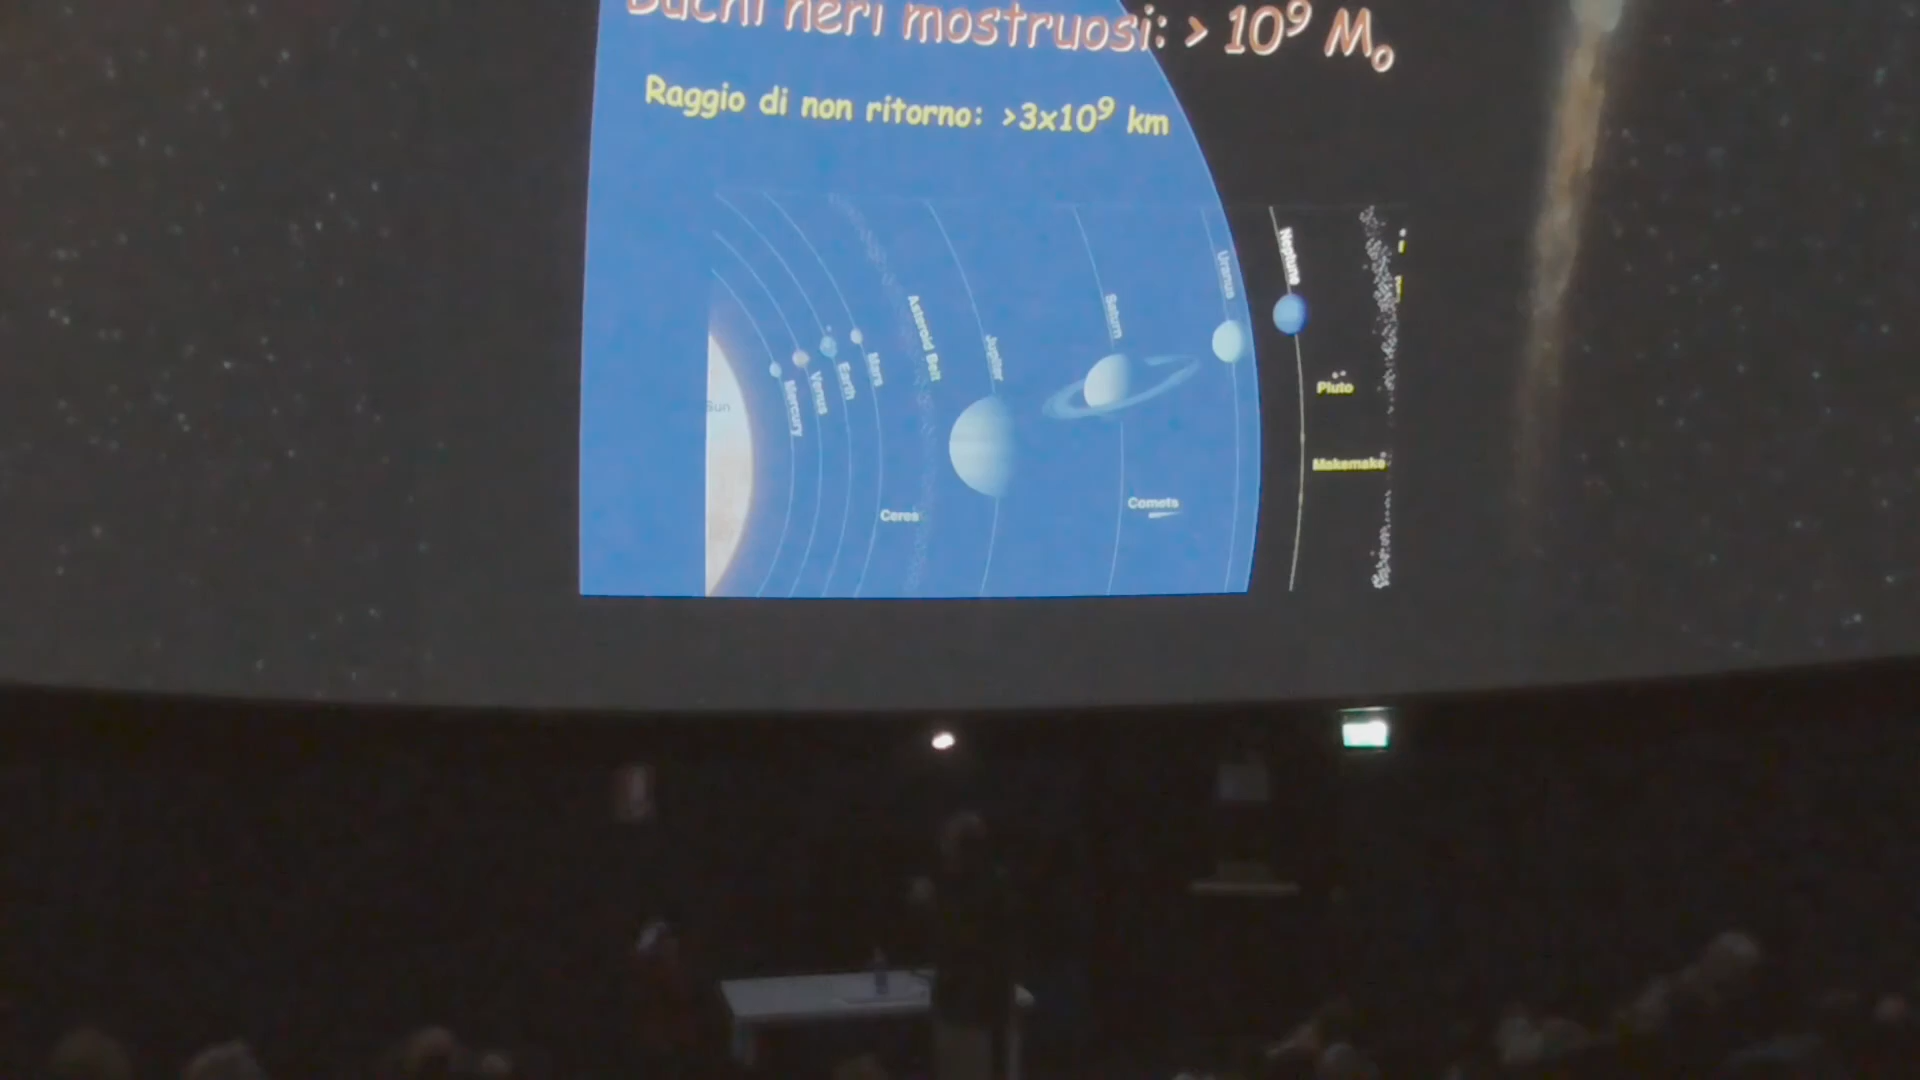 Buchi neri mostruosi: > 10⁹ M₀
Raggio di non ritorno: >3x10⁹ km
Sun
Mercury
Venus
Earth
Mars
Ceres
Asteroid Belt
Jupiter
Saturn
Comets
Uranus
Neptune
Pluto
Makemake